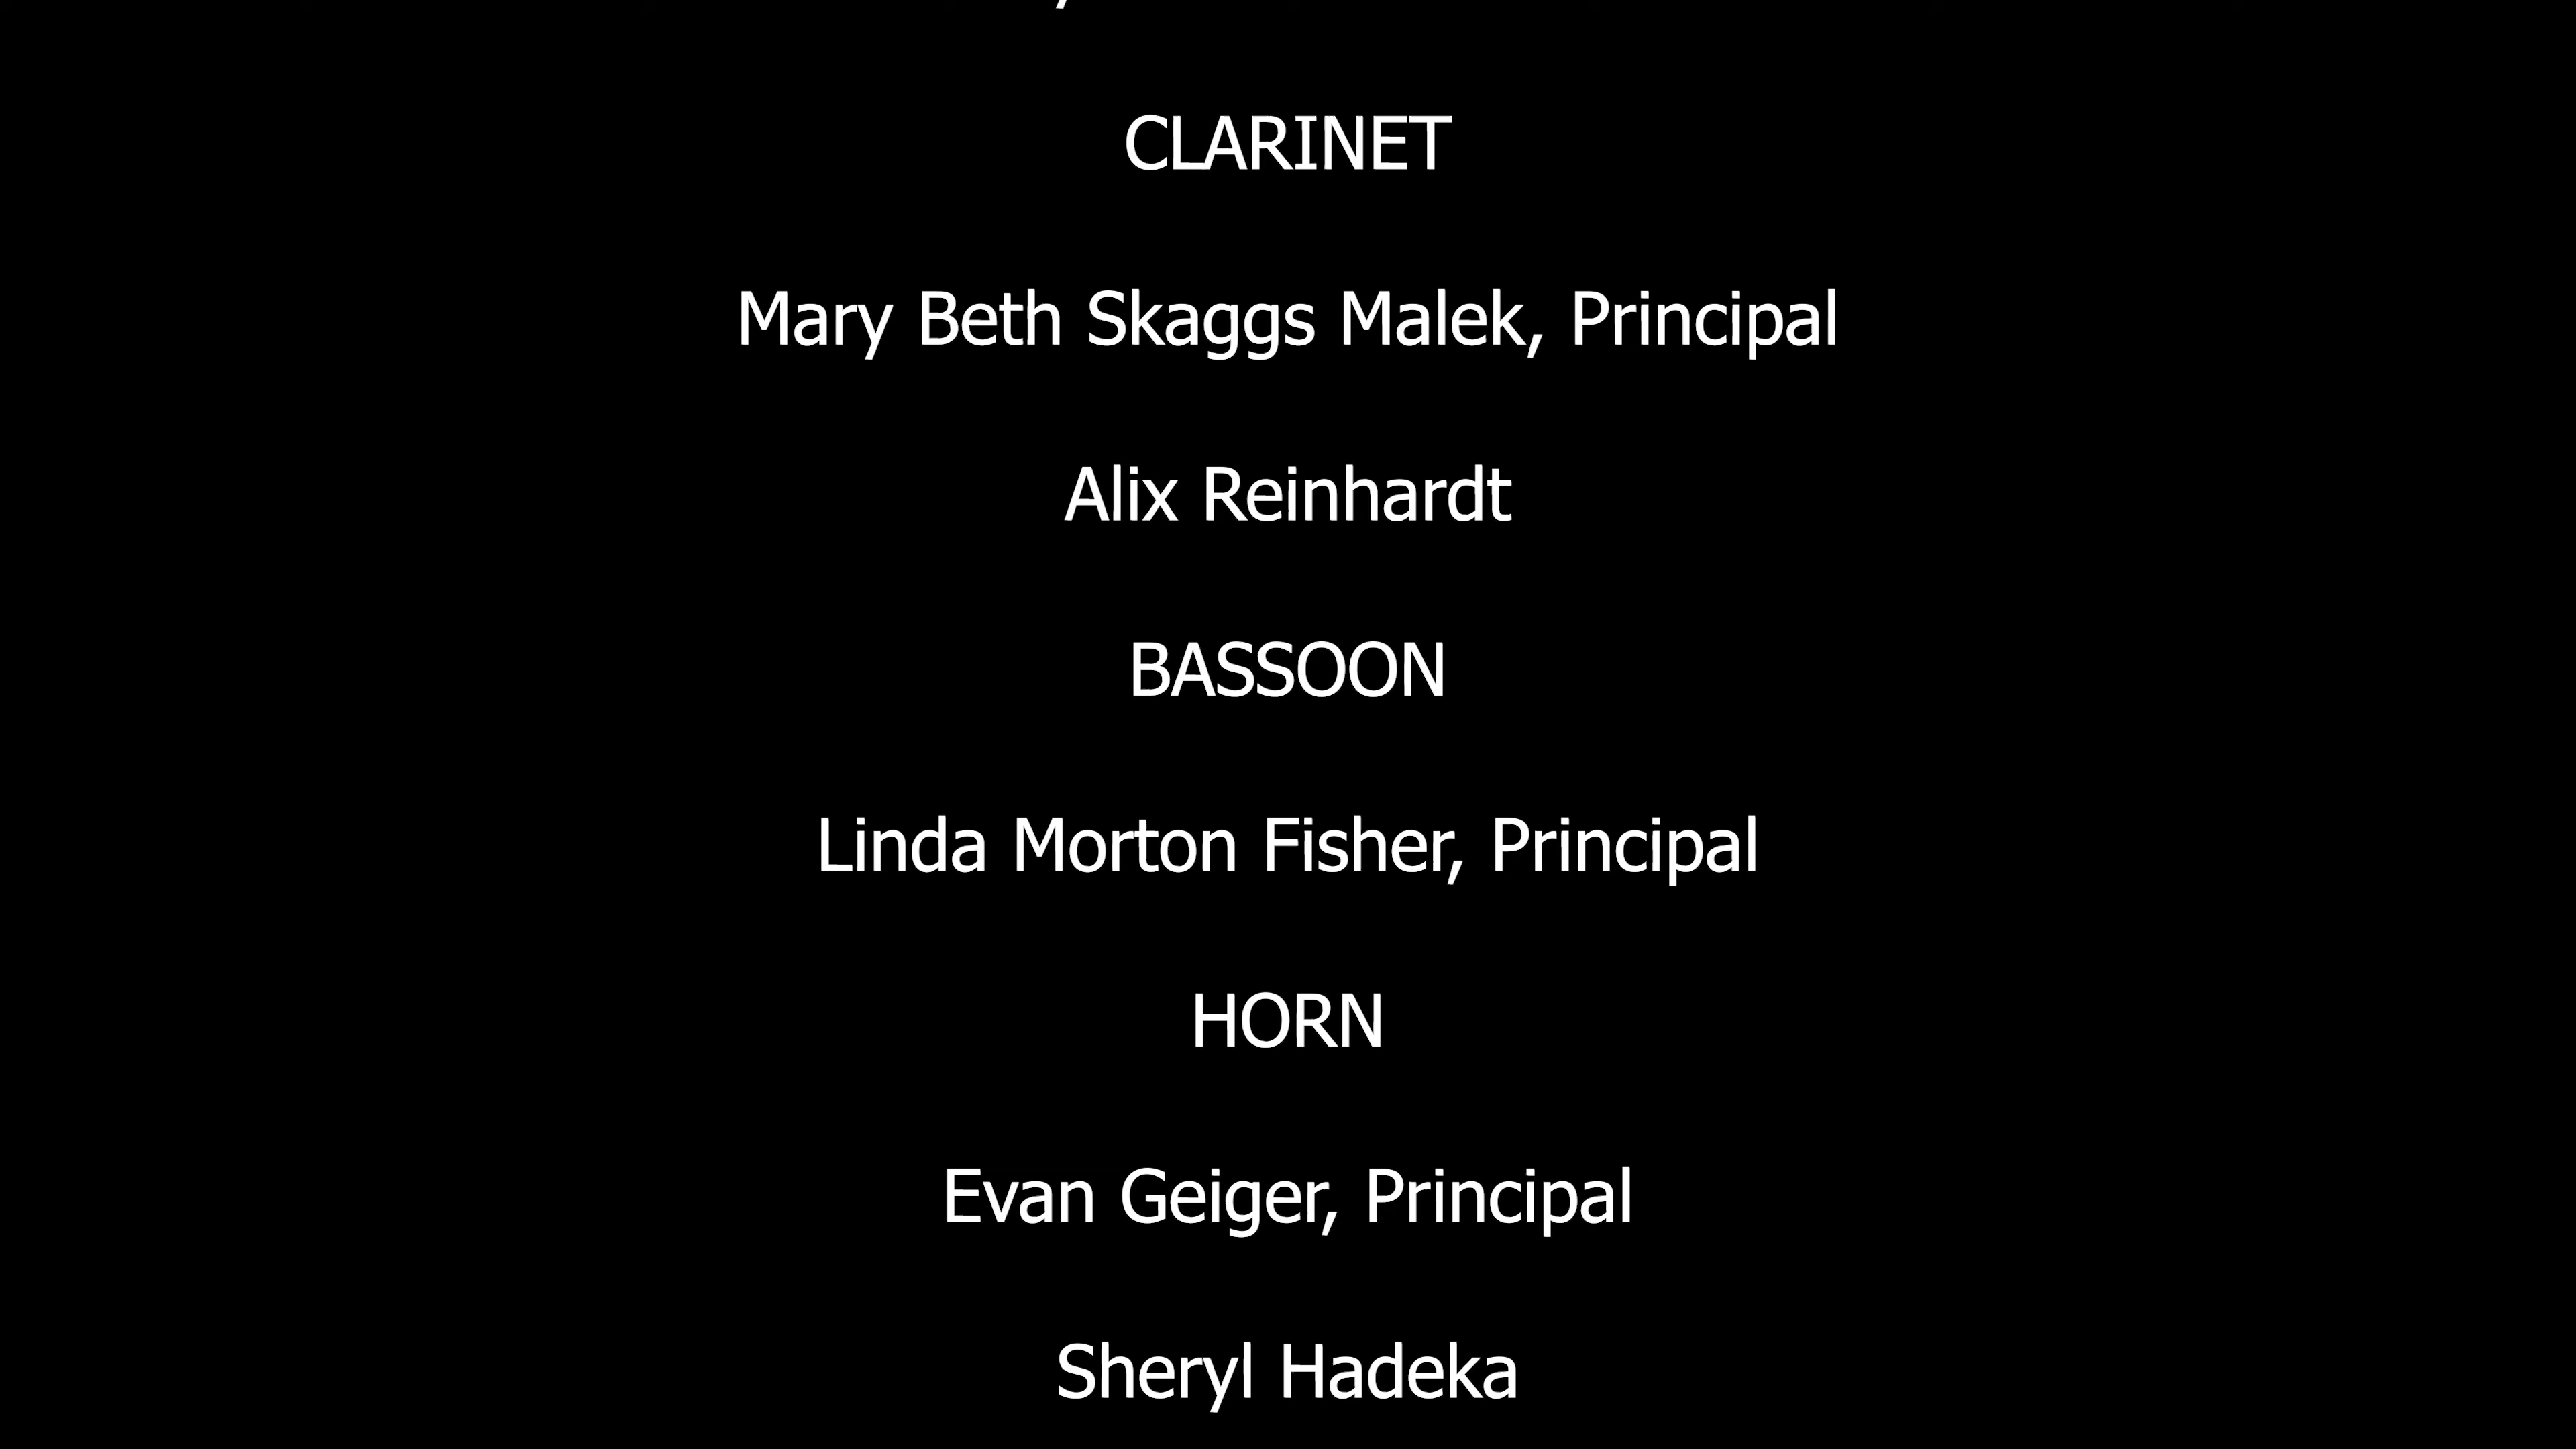 CLARINET
Mary Beth Skaggs Malek, Principal
Alix Reinhardt
BASSOON
Linda Morton Fisher, Principal
HORN
Evan Geiger, Principal
Sheryl Hadeka